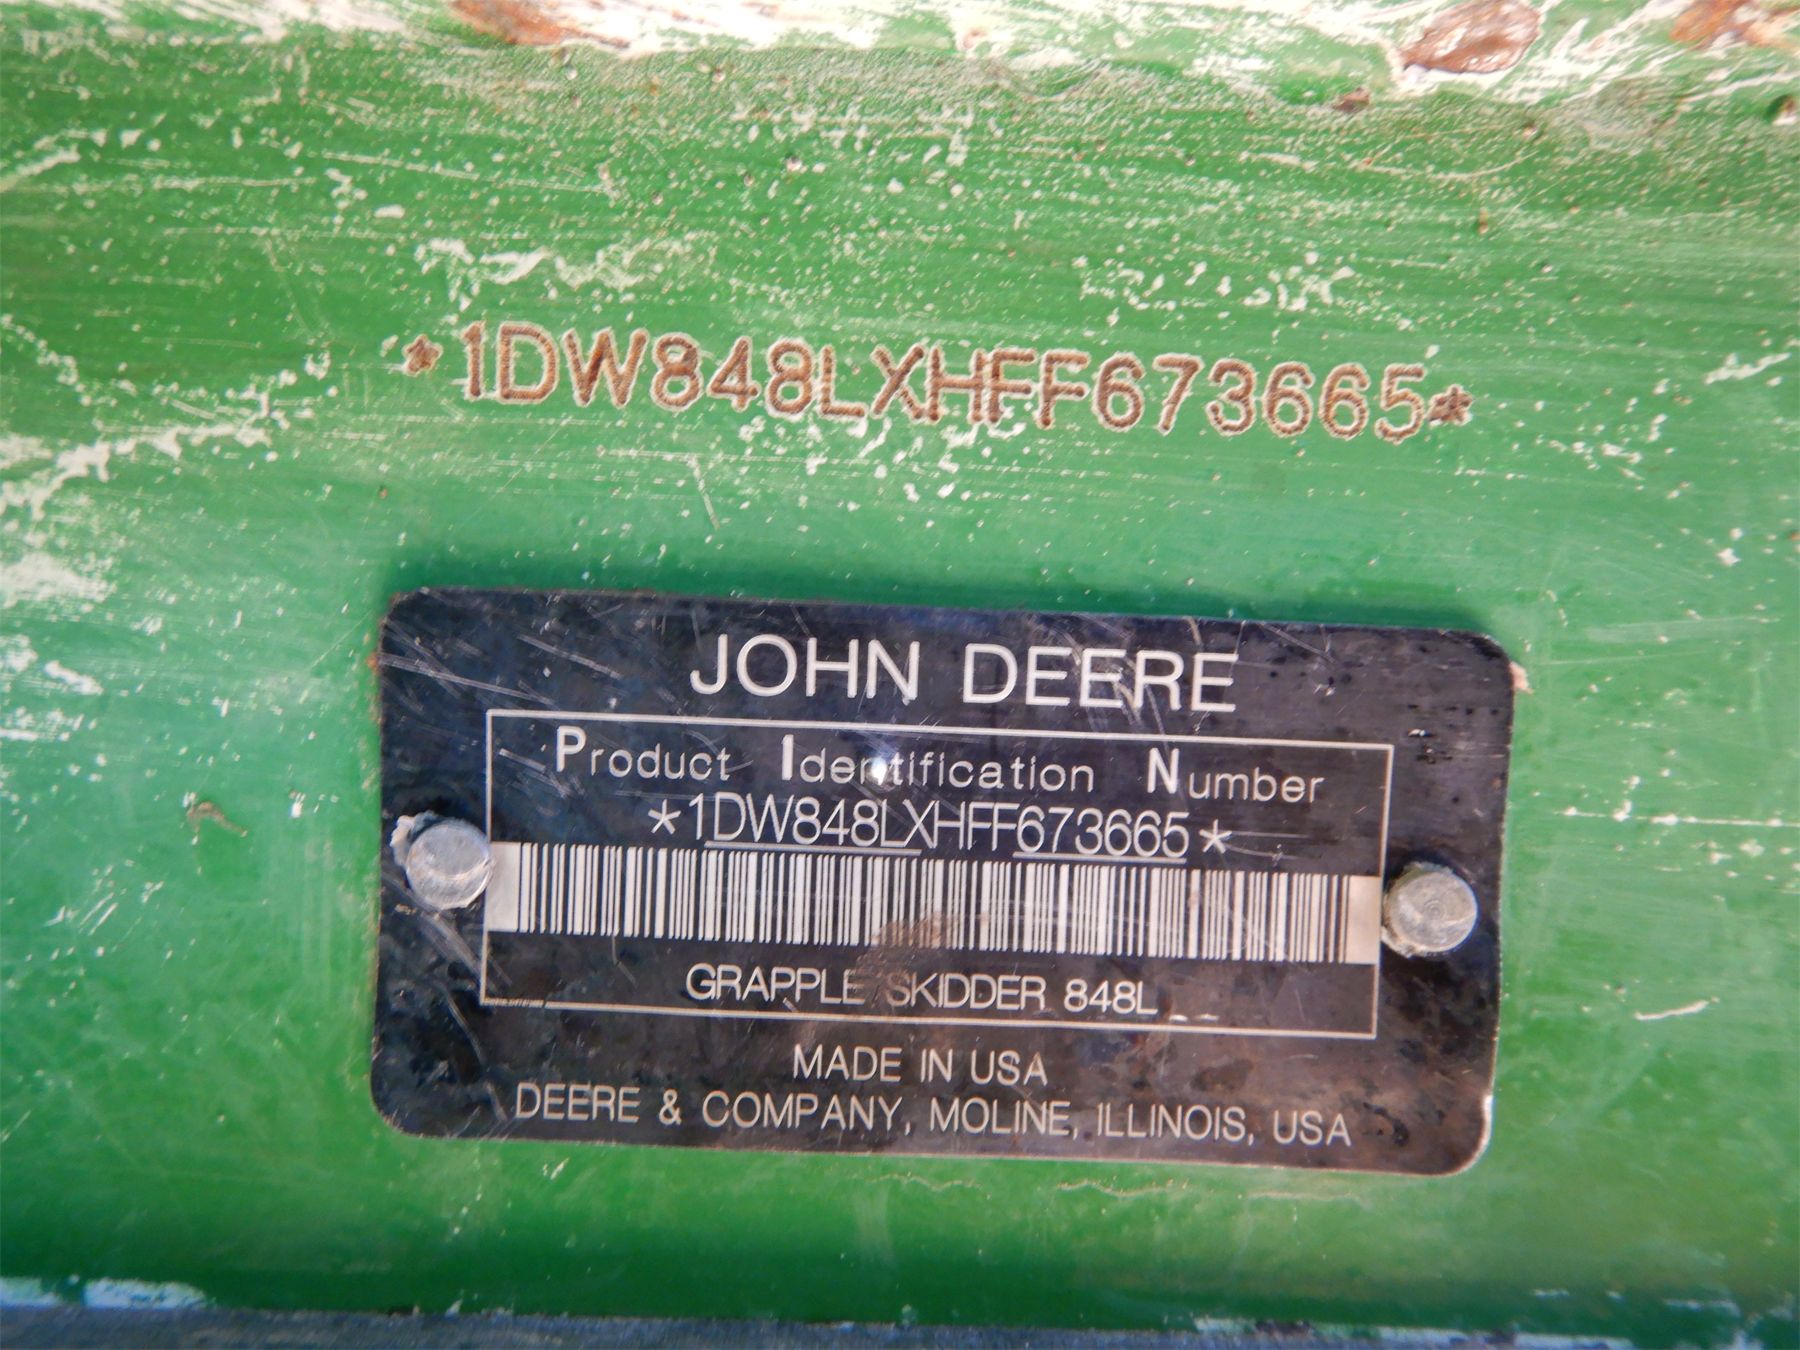 *1DW848LXHFF673665*
JOHN DEERE
Product Identification Number
*1DW848LXHFF673665*
GRAPPLE SKIDDER 848L
MADE IN USA
DEERE & COMPANY, MOLINE, ILLINOIS, USA